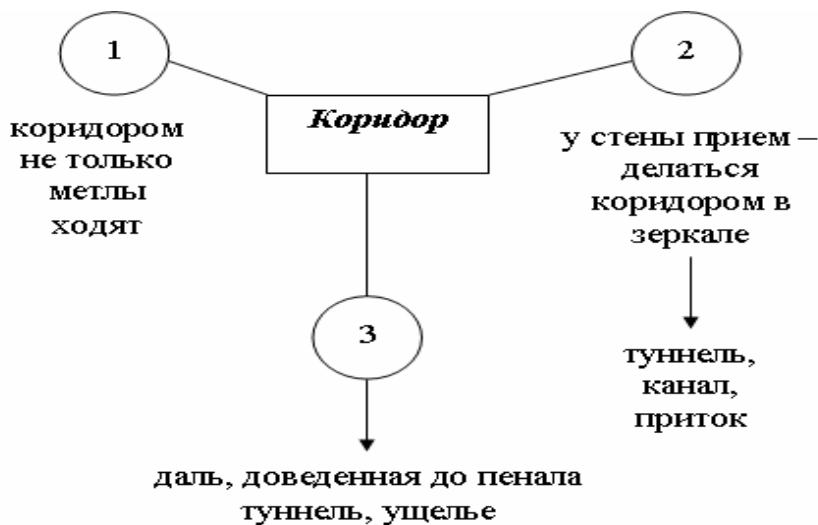 1
2
Коридор
коридором
не только
метлы
ходят
у стены прием –
делаться
коридором в
зеркале
3
туннель,
канал,
приток
даль, доведенная до пенала
туннель, ущелье